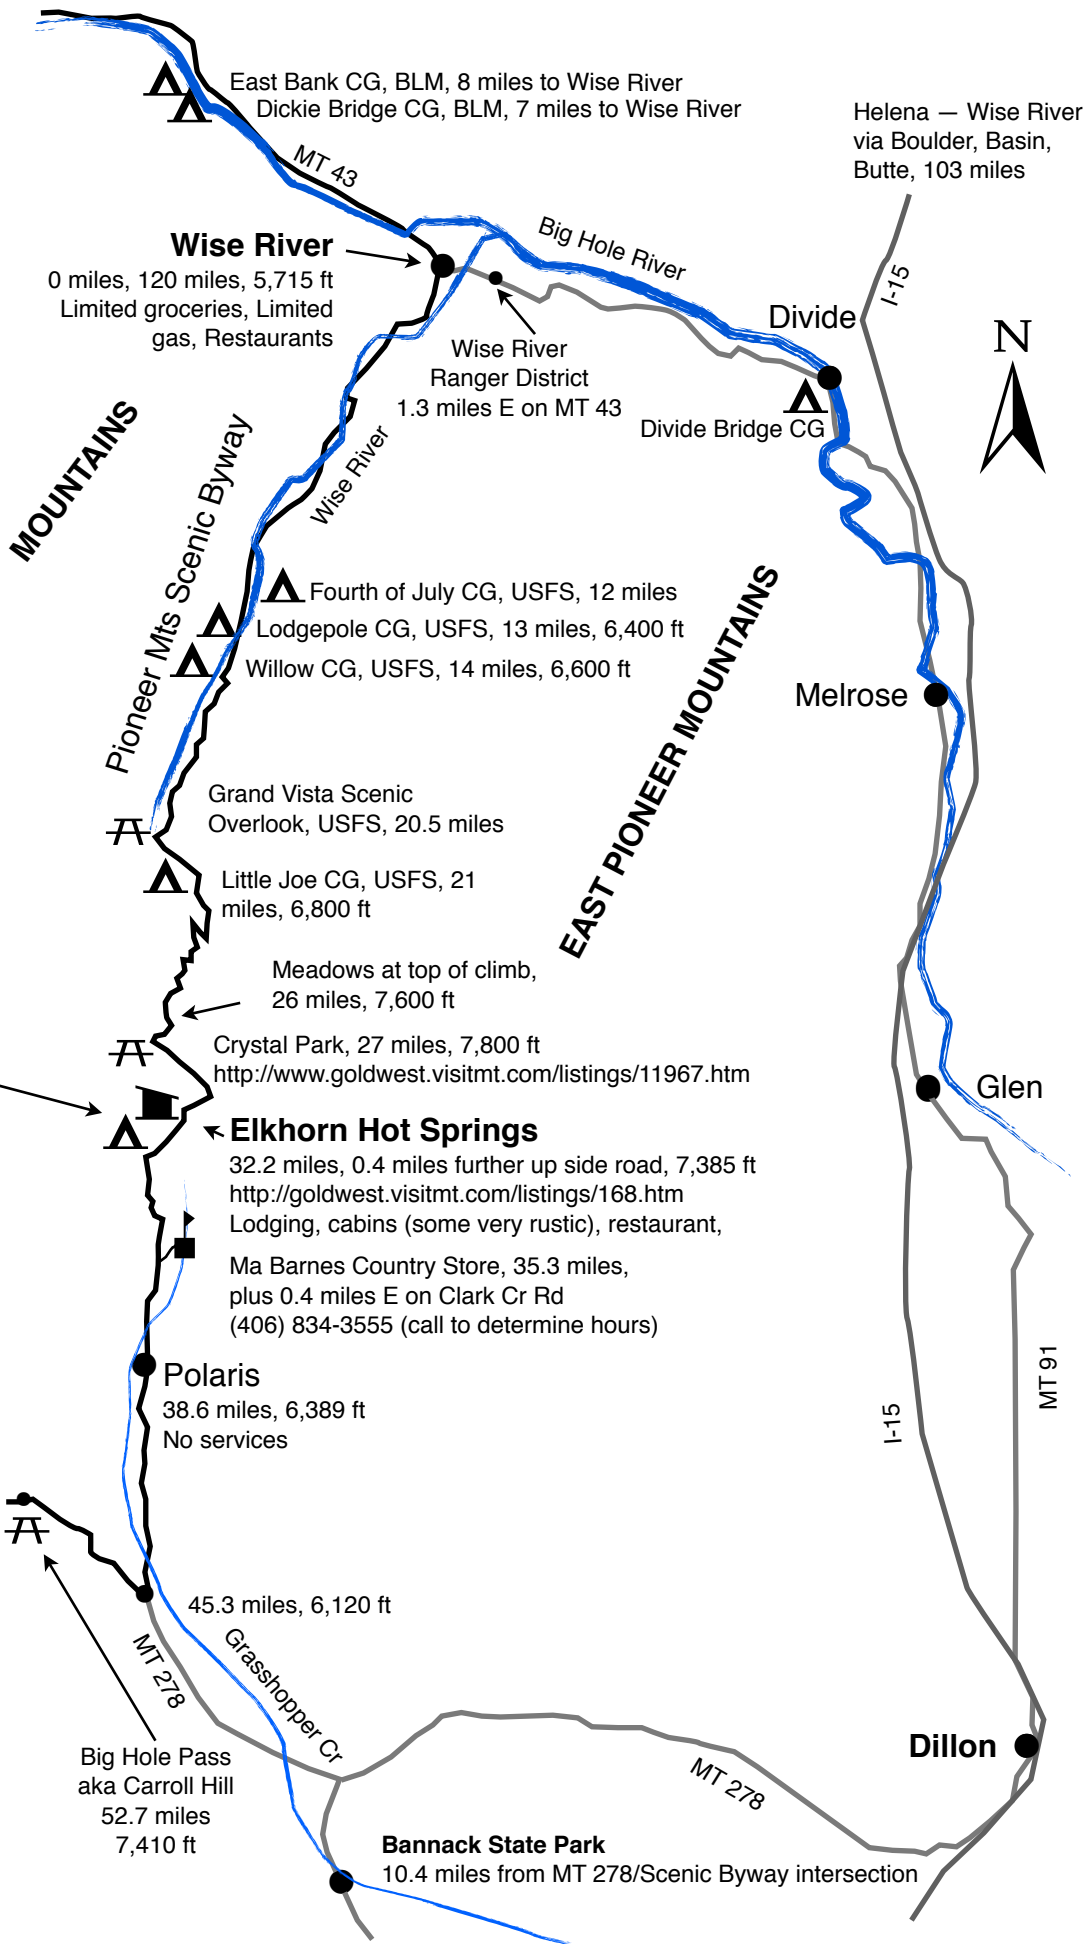 East Bank CG, BLM, 8 miles to Wise River
Dickie Bridge CG, BLM, 7 miles to Wise River
Helena — Wise River
via Boulder, Basin,
Butte, 103 miles
MT 43
Big Hole River
I-15
Wise River
0 miles, 120 miles, 5,715 ft
Limited groceries, Limited
gas, Restaurants
Divide
N
Wise River
Ranger District
1.3 miles E on MT 43
Divide Bridge CG
MOUNTAINS
Pioneer Mts Scenic Byway
Wise River
Fourth of July CG, USFS, 12 miles
Lodgepole CG, USFS, 13 miles, 6,400 ft
Willow CG, USFS, 14 miles, 6,600 ft
EAST PIONEER MOUNTAINS
Melrose
Grand Vista Scenic
Overlook, USFS, 20.5 miles
Little Joe CG, USFS, 21
miles, 6,800 ft
Meadows at top of climb,
26 miles, 7,600 ft
Crystal Park, 27 miles, 7,800 ft
http://www.goldwest.visitmt.com/listings/11967.htm
Glen
Elkhorn Hot Springs
32.2 miles, 0.4 miles further up side road, 7,385 ft
http://goldwest.visitmt.com/listings/168.htm
Lodging, cabins (some very rustic), restaurant,
Ma Barnes Country Store, 35.3 miles,
plus 0.4 miles E on Clark Cr Rd
(406) 834-3555 (call to determine hours)
Polaris
38.6 miles, 6,389 ft
No services
I-15
MT 91
45.3 miles, 6,120 ft
MT 278
Grasshopper Cr
Big Hole Pass
aka Carroll Hill
52.7 miles
7,410 ft
Dillon
MT 278
Bannack State Park
10.4 miles from MT 278/Scenic Byway intersection